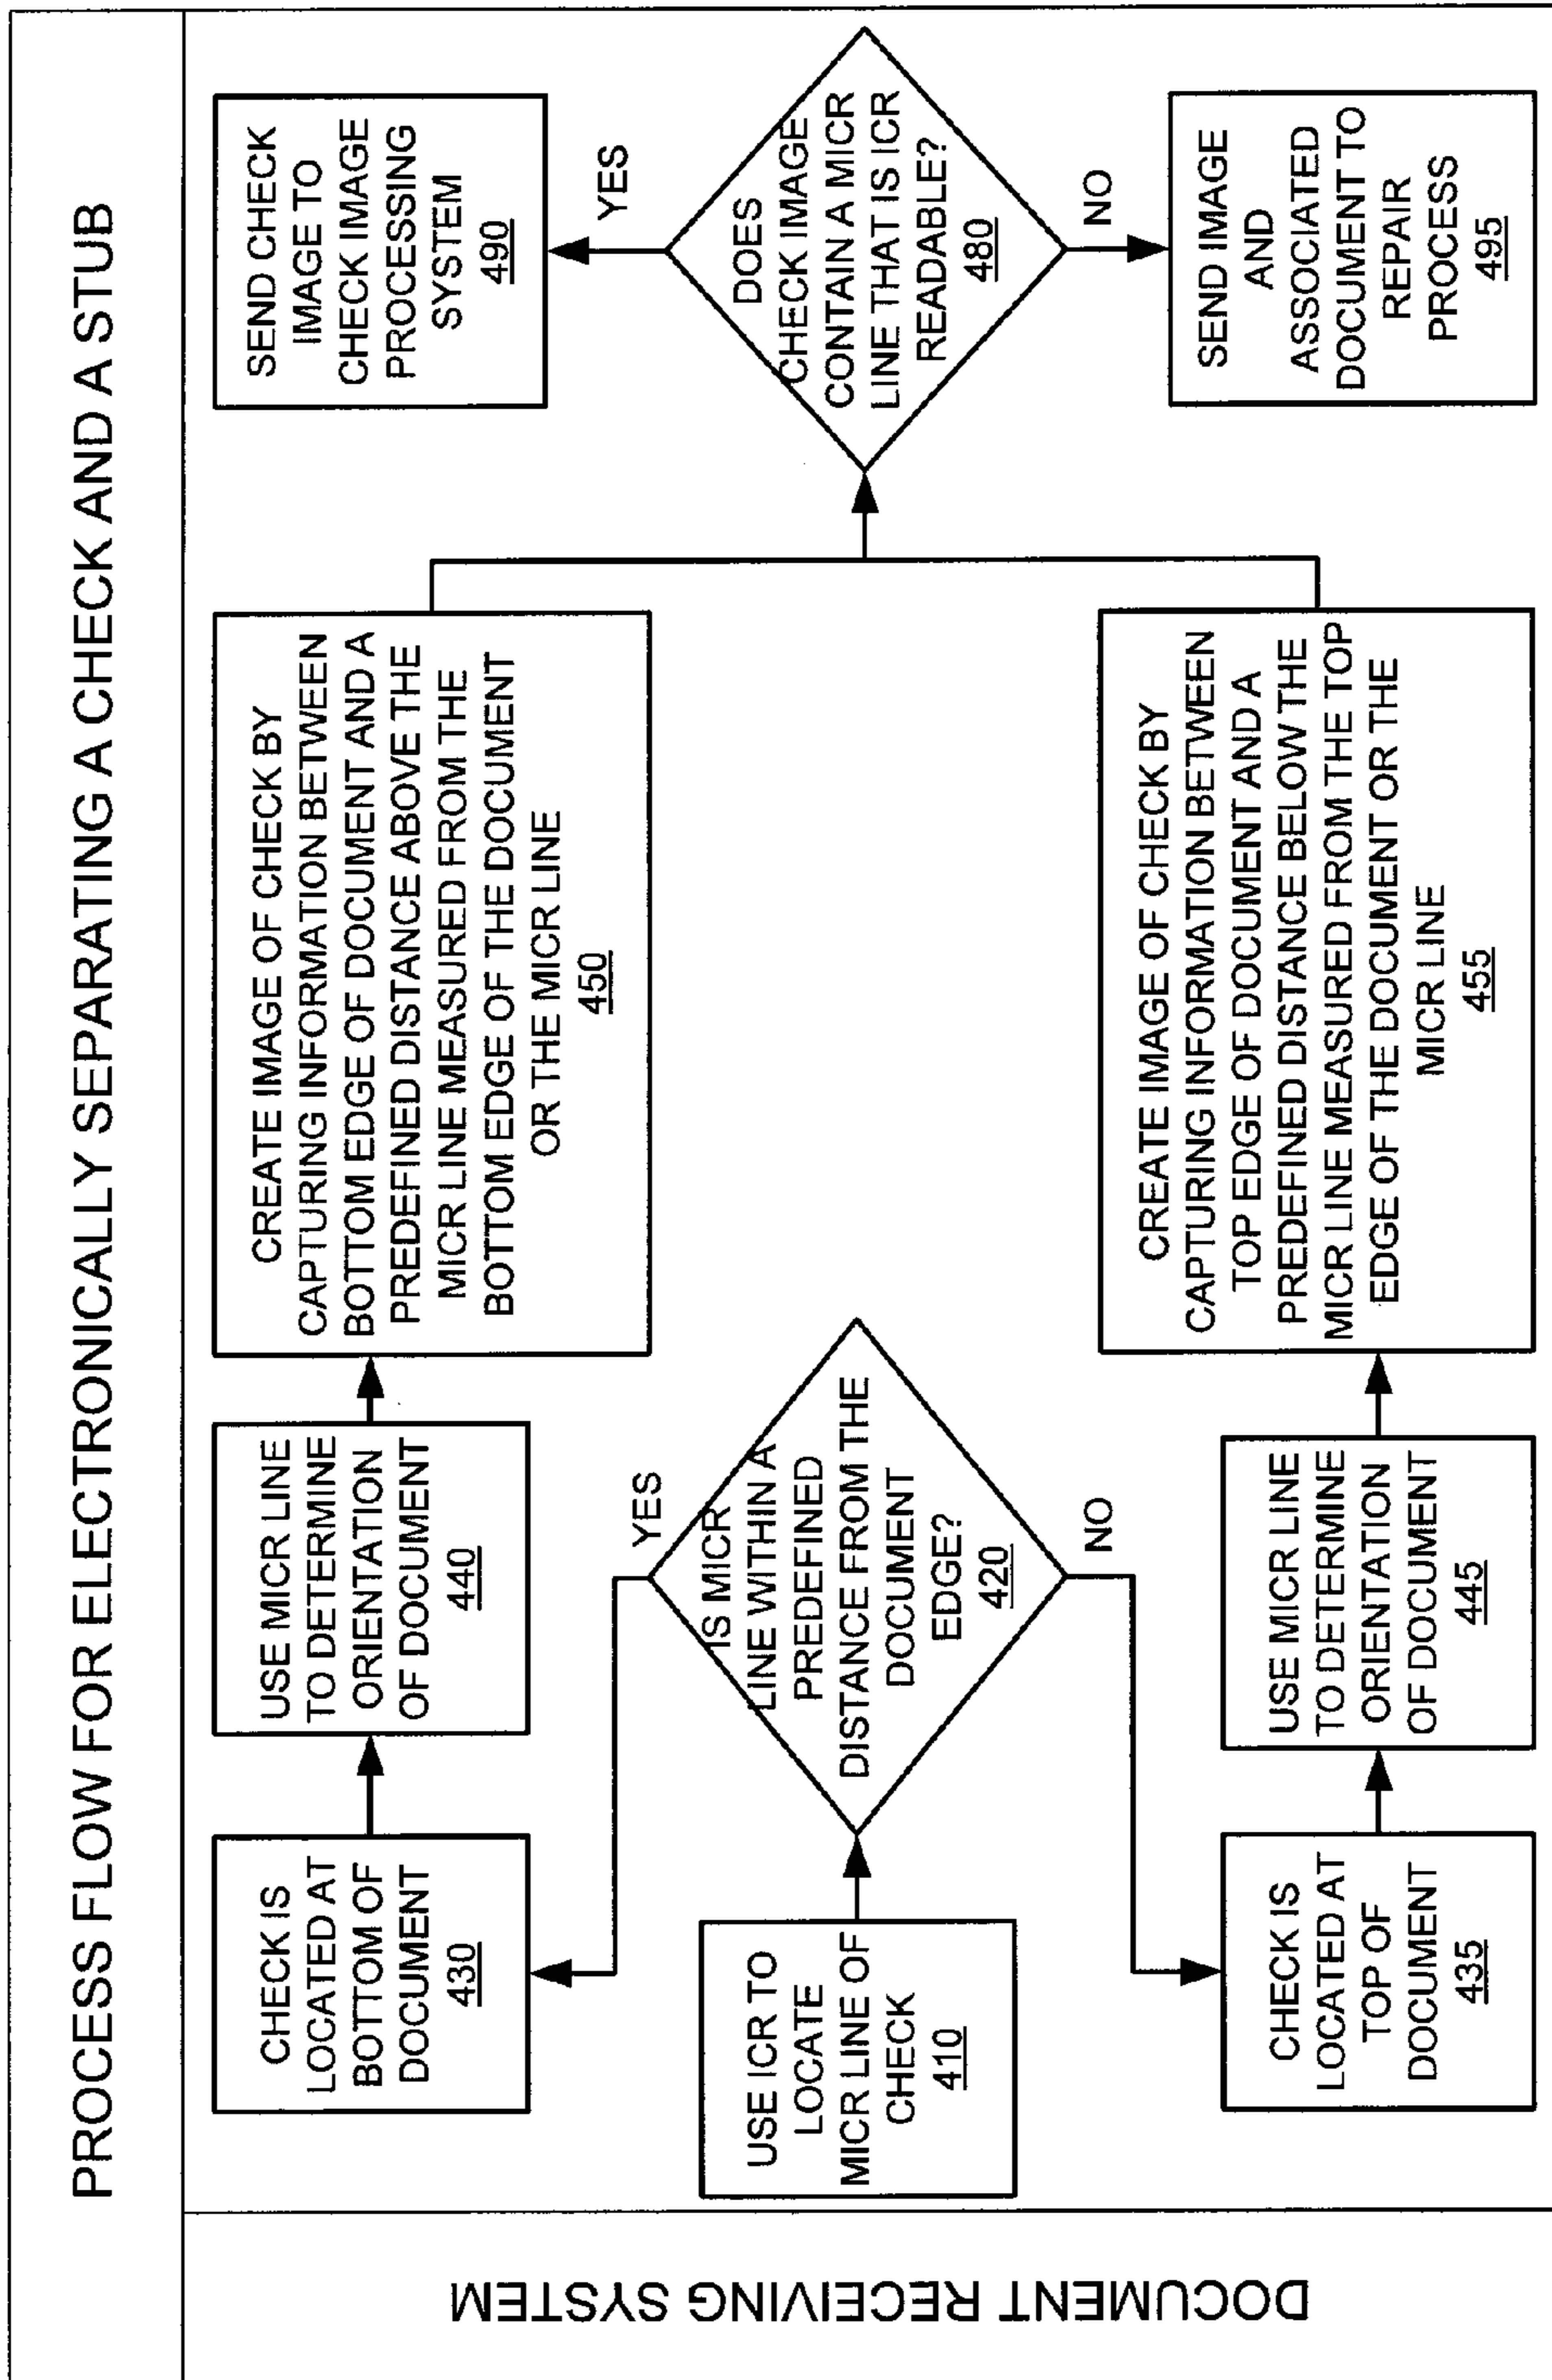 PROCESS FLOW FOR ELECTRONICALLY SEPARATING A CHECK AND A STUB
DOCUMENT RECEIVING SYSTEM
USE ICR TO
LOCATE
MICR LINE OF
CHECK
410
IS MICR
LINE WITHIN A
PREDEFINED
DISTANCE FROM THE
DOCUMENT
EDGE?
420
YES
NO
CHECK IS
LOCATED AT
BOTTOM OF
DOCUMENT
430
USE MICR LINE
TO DETERMINE
ORIENTATION
OF DOCUMENT
440
CREATE IMAGE OF CHECK BY
CAPTURING INFORMATION BETWEEN
BOTTOM EDGE OF DOCUMENT AND A
PREDEFINED DISTANCE ABOVE THE
MICR LINE MEASURED FROM THE
BOTTOM EDGE OF THE DOCUMENT
OR THE MICR LINE
450
CHECK IS
LOCATED AT
TOP OF
DOCUMENT
435
USE MICR LINE
TO DETERMINE
ORIENTATION
OF DOCUMENT
445
CREATE IMAGE OF CHECK BY
CAPTURING INFORMATION BETWEEN
TOP EDGE OF DOCUMENT AND A
PREDEFINED DISTANCE BELOW THE
MICR LINE MEASURED FROM THE TOP
EDGE OF THE DOCUMENT OR THE
MICR LINE
455
DOES
CHECK IMAGE
CONTAIN A MICR
LINE THAT IS ICR
READABLE?
480
YES
NO
SEND CHECK
IMAGE TO
CHECK IMAGE
PROCESSING
SYSTEM
490
SEND IMAGE
AND
ASSOCIATED
DOCUMENT TO
REPAIR
PROCESS
495